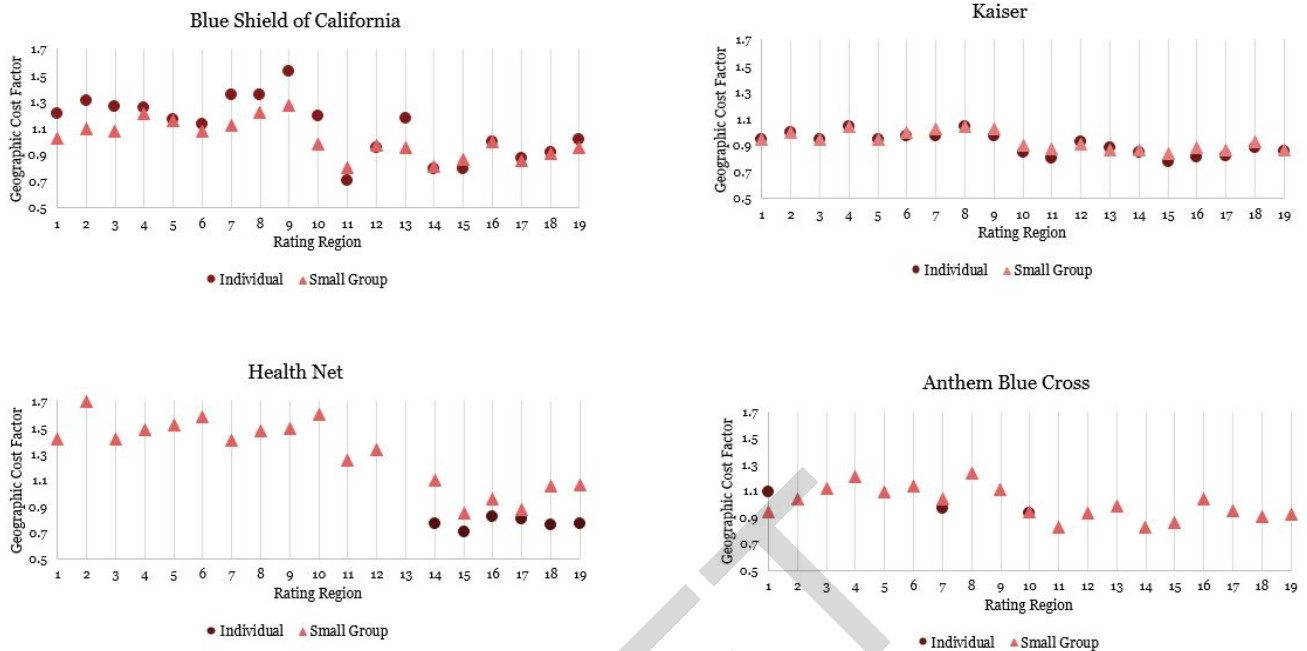 Blue Shield of California
Geographic Cost Factor
1.7
1.5
1.3
1.1
0.9
0.7
0.5
1 2 3 4 5 6 7 8 9 10 11 12 13 14 15 16 17 18 19
Rating Region
Individual Small Group
Kaiser
Geographic Cost Factor
1.7
1.5
1.3
1.1
0.9
0.7
0.5
1 2 3 4 5 6 7 8 9 10 11 12 13 14 15 16 17 18 19
Rating Region
Individual Small Group
Health Net
Geographic Cost Factor
1.7
1.5
1.3
1.1
0.9
0.7
0.5
1 2 3 4 5 6 7 8 9 10 11 12 13 14 15 16 17 18 19
Rating Region
Individual Small Group
Anthem Blue Cross
Geographic Cost Factor
1.7
1.5
1.3
1.1
0.9
0.7
0.5
1 2 3 4 5 6 7 8 9 10 11 12 13 14 15 16 17 18 19
Rating Region
Individual Small Group